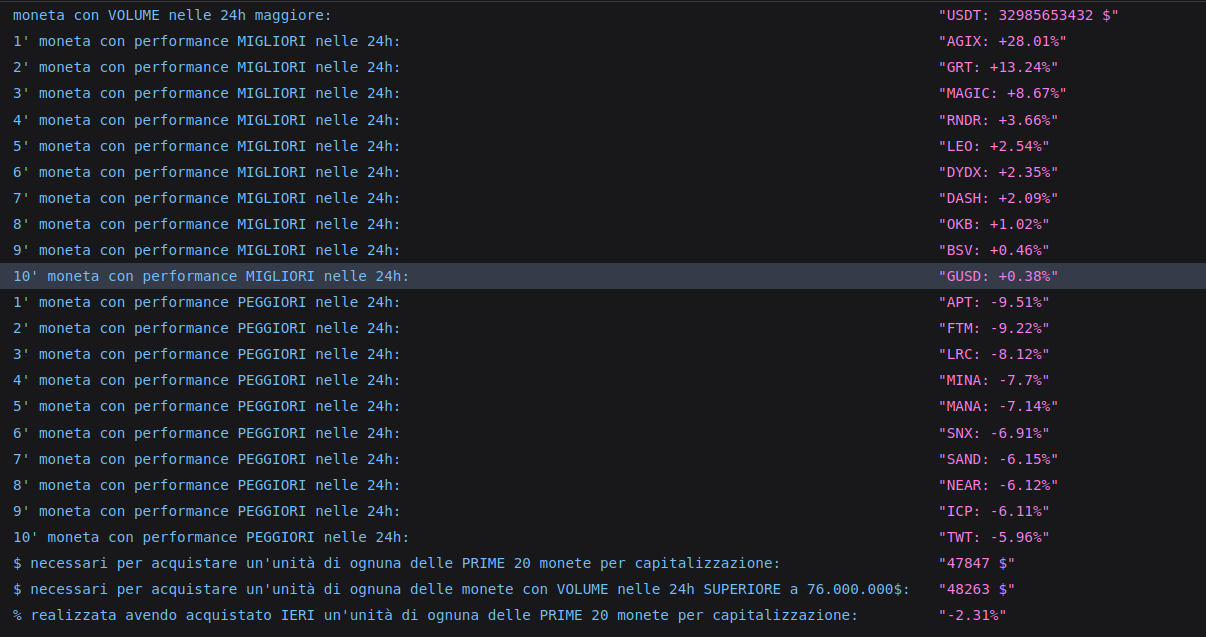 moneta con VOLUME nelle 24h maggiore: "USDT: 32985653432 $"
1' moneta con performance MIGLIORI nelle 24h: "AGIX: +28.01%"
2' moneta con performance MIGLIORI nelle 24h: "GRT: +13.24%"
3' moneta con performance MIGLIORI nelle 24h: "MAGIC: +8.67%"
4' moneta con performance MIGLIORI nelle 24h: "RNDR: +3.66%"
5' moneta con performance MIGLIORI nelle 24h: "LEO: +2.54%"
6' moneta con performance MIGLIORI nelle 24h: "DYDX: +2.35%"
7' moneta con performance MIGLIORI nelle 24h: "DASH: +2.09%"
8' moneta con performance MIGLIORI nelle 24h: "OKB: +1.02%"
9' moneta con performance MIGLIORI nelle 24h: "BSV: +0.46%"
10' moneta con performance MIGLIORI nelle 24h: "GUSD: +0.38%"
1' moneta con performance PEGGIORI nelle 24h: "APT: -9.51%"
2' moneta con performance PEGGIORI nelle 24h: "FTM: -9.22%"
3' moneta con performance PEGGIORI nelle 24h: "LRC: -8.12%"
4' moneta con performance PEGGIORI nelle 24h: "MINA: -7.7%"
5' moneta con performance PEGGIORI nelle 24h: "MANA: -7.14%"
6' moneta con performance PEGGIORI nelle 24h: "SNX: -6.91%"
7' moneta con performance PEGGIORI nelle 24h: "SAND: -6.15%"
8' moneta con performance PEGGIORI nelle 24h: "NEAR: -6.12%"
9' moneta con performance PEGGIORI nelle 24h: "ICP: -6.11%"
10' moneta con performance PEGGIORI nelle 24h: "TWT: -5.96%"
$ necessari per acquistare un'unità di ognuna delle PRIME 20 monete per capitalizzazione: "47847 $"
$ necessari per acquistare un'unità di ognuna delle monete con VOLUME nelle 24h SUPERIORE a 76.000.000$: "48263 $"
% realizzata avendo acquistato IERI un'unità di ognuna delle PRIME 20 monete per capitalizzazione: "-2.31%"